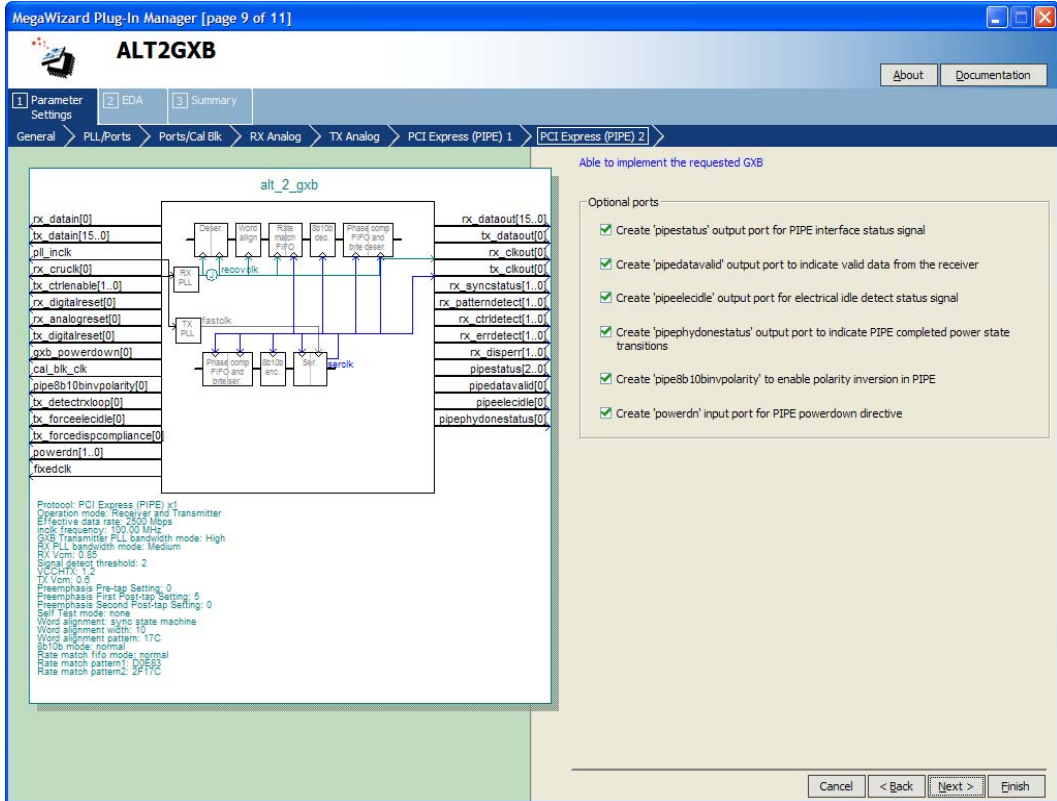 MegaWizard Plug-In Manager [page 9 of 11]
ALT2GXB
About
Documentation
1 Parameter Settings
2 EDA
3 Summary
General
PLL/Ports
Ports/Cal Blk
RX Analog
TX Analog
PCI Express (PIPE) 1
PCI Express (PIPE) 2
alt_2_gxb
rx_datain[0]
tx_datain[15..0]
pll_inclk
rx_cruclk[0]
tx_ctrlenable[1..0]
rx_digitalreset[0]
rx_analogreset[0]
tx_digitalreset[0]
gxb_powerdown[0]
cal_blk_clk
pipe8b10binvpolarity[0]
tx_detectrxloop[0]
tx_forceelecidle[0]
tx_forcedispcompliance[0]
powerdn[1..0]
fixedclk
Deser.
Word align
Rate match FIFO
8b10b dec.
Phase comp FIFO and byte deser.
RX PLL
2
recovclk
TX PLL
fastclk
Phase comp FIFO and byte ser.
8b10b enc.
Ser.
serclk
rx_dataout[15..0]
tx_dataout[0]
rx_clkout[0]
tx_clkout[0]
rx_syncstatus[1..0]
rx_patterndetect[1..0]
rx_ctrldetect[1..0]
rx_errdetect[1..0]
rx_disperr[1..0]
pipestatus[2..0]
pipedatavalid[0]
pipeelecidle[0]
pipephydonestatus[0]
Protocol: PCI Express (PIPE) x1
Operation mode: Receiver and Transmitter
Effective data rate: 2500 Mbps
inclk frequency: 100.00 MHz
GXB Transmitter PLL bandwidth mode: High
RX PLL bandwidth mode: Medium
RX Vcm: 0.85
Signal detect threshold: 2
VCCHTX: 1.2
TX Vcm: 0.6
Preemphasis Pre-tap Setting: 0
Preemphasis First Post-tap Setting: 5
Preemphasis Second Post-tap Setting: 0
Self Test mode: none
Word alignment: sync state machine
Word alignment width: 10
Word alignment pattern: 17C
8b10b mode: normal
Rate match fifo mode: normal
Rate match pattern1: D0E83
Rate match pattern2: 2F17C
Able to implement the requested GXB
Optional ports
Create 'pipestatus' output port for PIPE interface status signal
Create 'pipedatavalid' output port to indicate valid data from the receiver
Create 'pipeelecidle' output port for electrical idle detect status signal
Create 'pipephydonestatus' output port to indicate PIPE completed power state
transitions
Create 'pipe8b10binvpolarity' to enable polarity inversion in PIPE
Create 'powerdn' input port for PIPE powerdown directive
Cancel
< Back
Next >
Finish